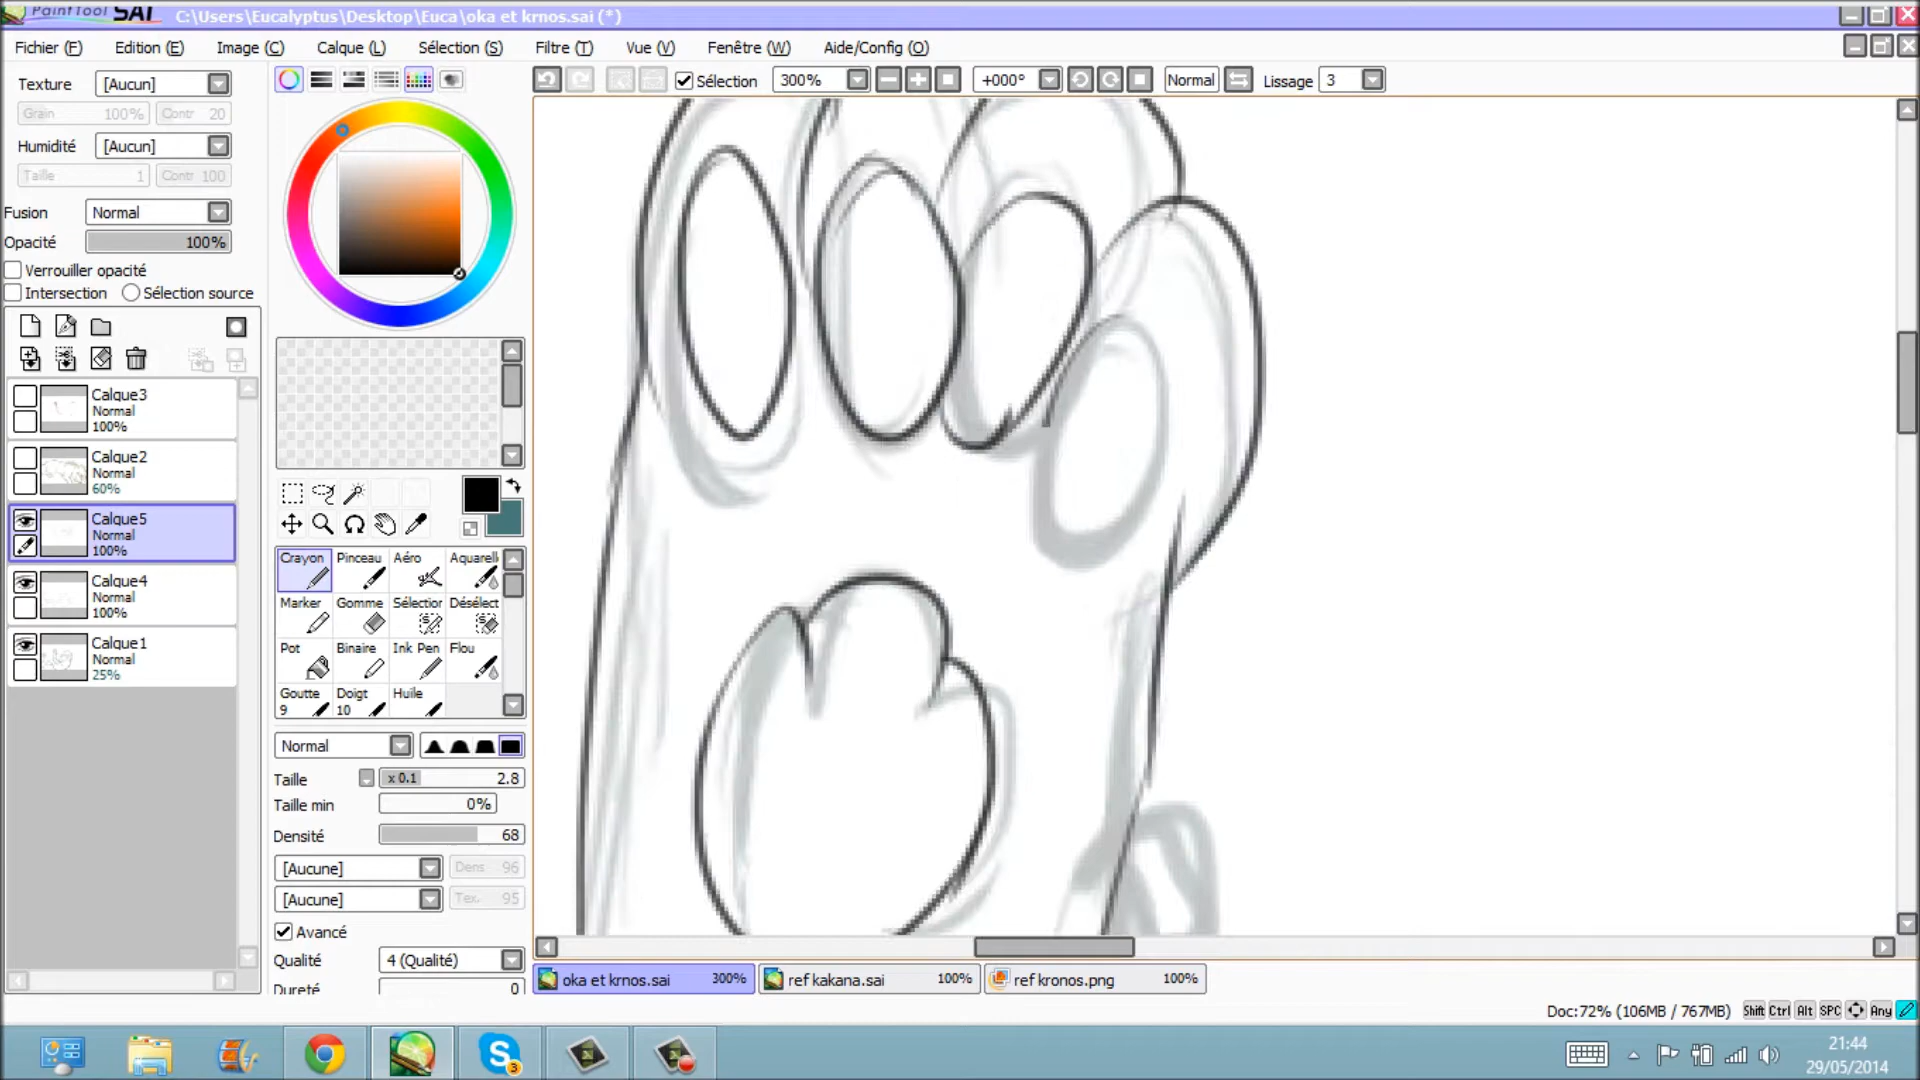 PaintTool SAI C:\Users\Eucalyptus\Desktop\Euca\oka et krnos.sai (*)
Fichier (F) Edition (E) Image (C) Calque (L) Sélection (S) Filtre (T) Vue (V) Fenêtre (W) Aide/Config (O)
Sélection 300% +000° Normal Lissage 3
Texture [Aucun]
Grain 100% Contr 20
Humidité [Aucun]
Taille 1 Contr 100
Fusion Normal
Opacité 100%
Verrouiller opacité
Intersection Sélection source
Calque3
Normal
100%
Calque2
Normal
60%
Calque5
Normal
100%
Calque4
Normal
100%
Calque1
Normal
25%
Crayon Pinceau Aéro Aquarell
Marker Gomme Sélection Désélect
Pot Binaire Ink Pen Flou
Goutte Doigt Huile
9 10
Normal
Taille x 0.1 2.8
Taille min 0%
Densité 68
[Aucune] Dens 96
[Aucune] Tex. 95
Avancé
Qualité 4 (Qualité)
Dureté 0
oka et krnos.sai 300% ref kakana.sai 100% ref kronos.png 100%
Doc:72% (106MB / 767MB) Shift Ctrl Alt SPC Any
S 3
21:44
29/05/2014